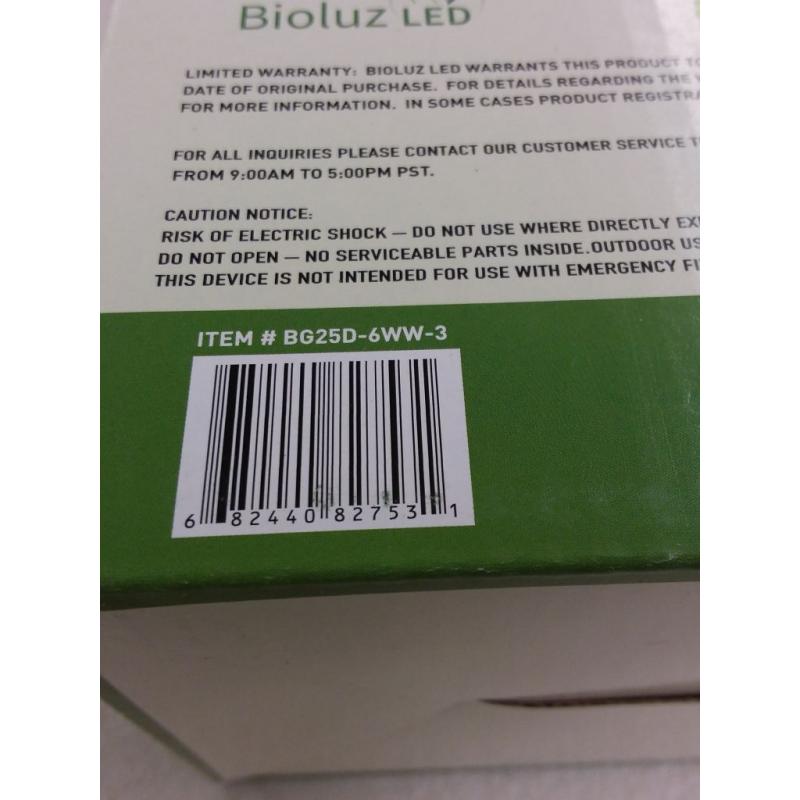 Bioluz LED
LIMITED WARRANTY: BIOLUZ LED WARRANTS THIS PRODUCT
DATE OF ORIGINAL PURCHASE. FOR DETAILS REGARDING THE
FOR MORE INFORMATION. IN SOME CASES PRODUCT
FOR ALL INQUIRIES PLEASE CONTACT OUR CUSTOMER SERVICE
FROM 9:00AM TO 5:00PM PST.
CAUTION NOTICE:
RISK OF ELECTRIC SHOCK — DO NOT USE WHERE DIRECTLY
DO NOT OPEN — NO SERVICEABLE PARTS INSIDE.OUTDOOR
THIS DEVICE IS NOT INTENDED FOR USE WITH EMERGENCY
ITEM # BG25D-6WW-3
6 82440 82753 1